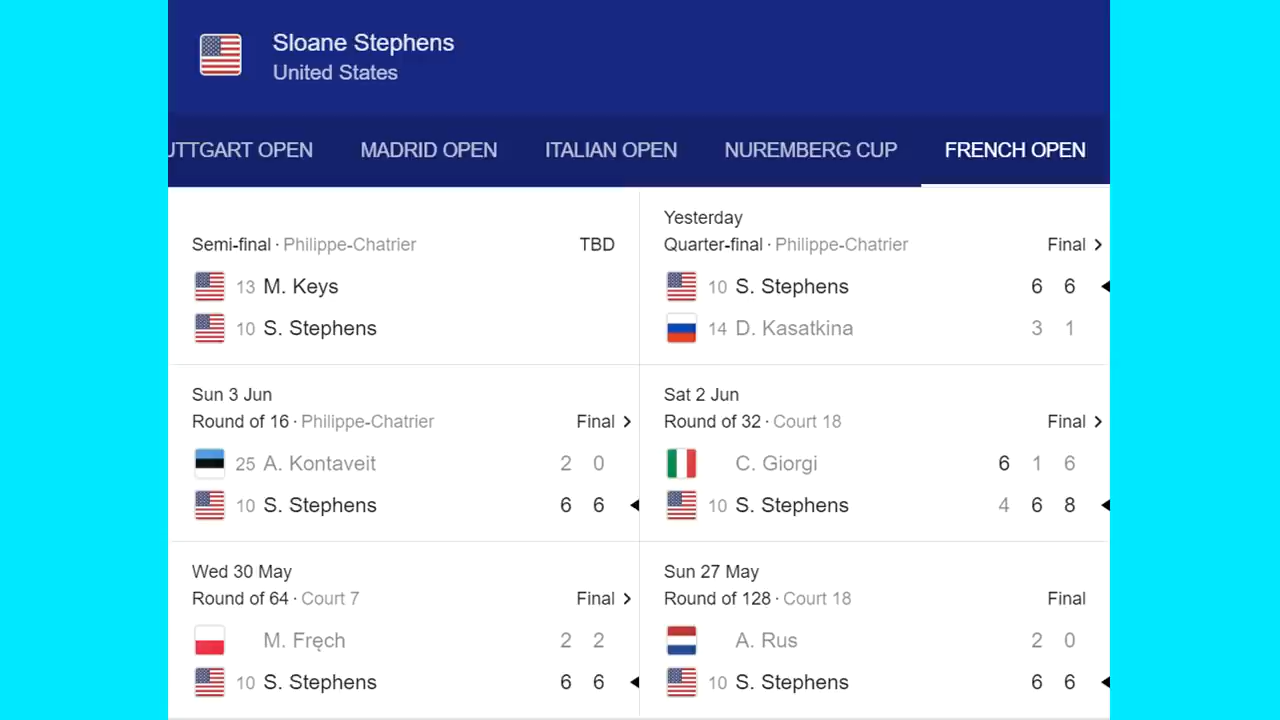 Sloane Stephens
United States
UTTGART OPEN MADRID OPEN ITALIAN OPEN NUREMBERG CUP FRENCH OPEN
Semi-final · Philippe-Chatrier TBD
13 M. Keys
10 S. Stephens
Yesterday
Quarter-final · Philippe-Chatrier Final
10 S. Stephens 6 6
14 D. Kasatkina 3 1
Sun 3 Jun
Round of 16 · Philippe-Chatrier Final
25 A. Kontaveit 2 0
10 S. Stephens 6 6
Sat 2 Jun
Round of 32 · Court 18 Final
C. Giorgi 6 1 6
10 S. Stephens 4 6 8
Wed 30 May
Round of 64 · Court 7 Final
M. Fręch 2 2
10 S. Stephens 6 6
Sun 27 May
Round of 128 · Court 18 Final
A. Rus 2 0
10 S. Stephens 6 6